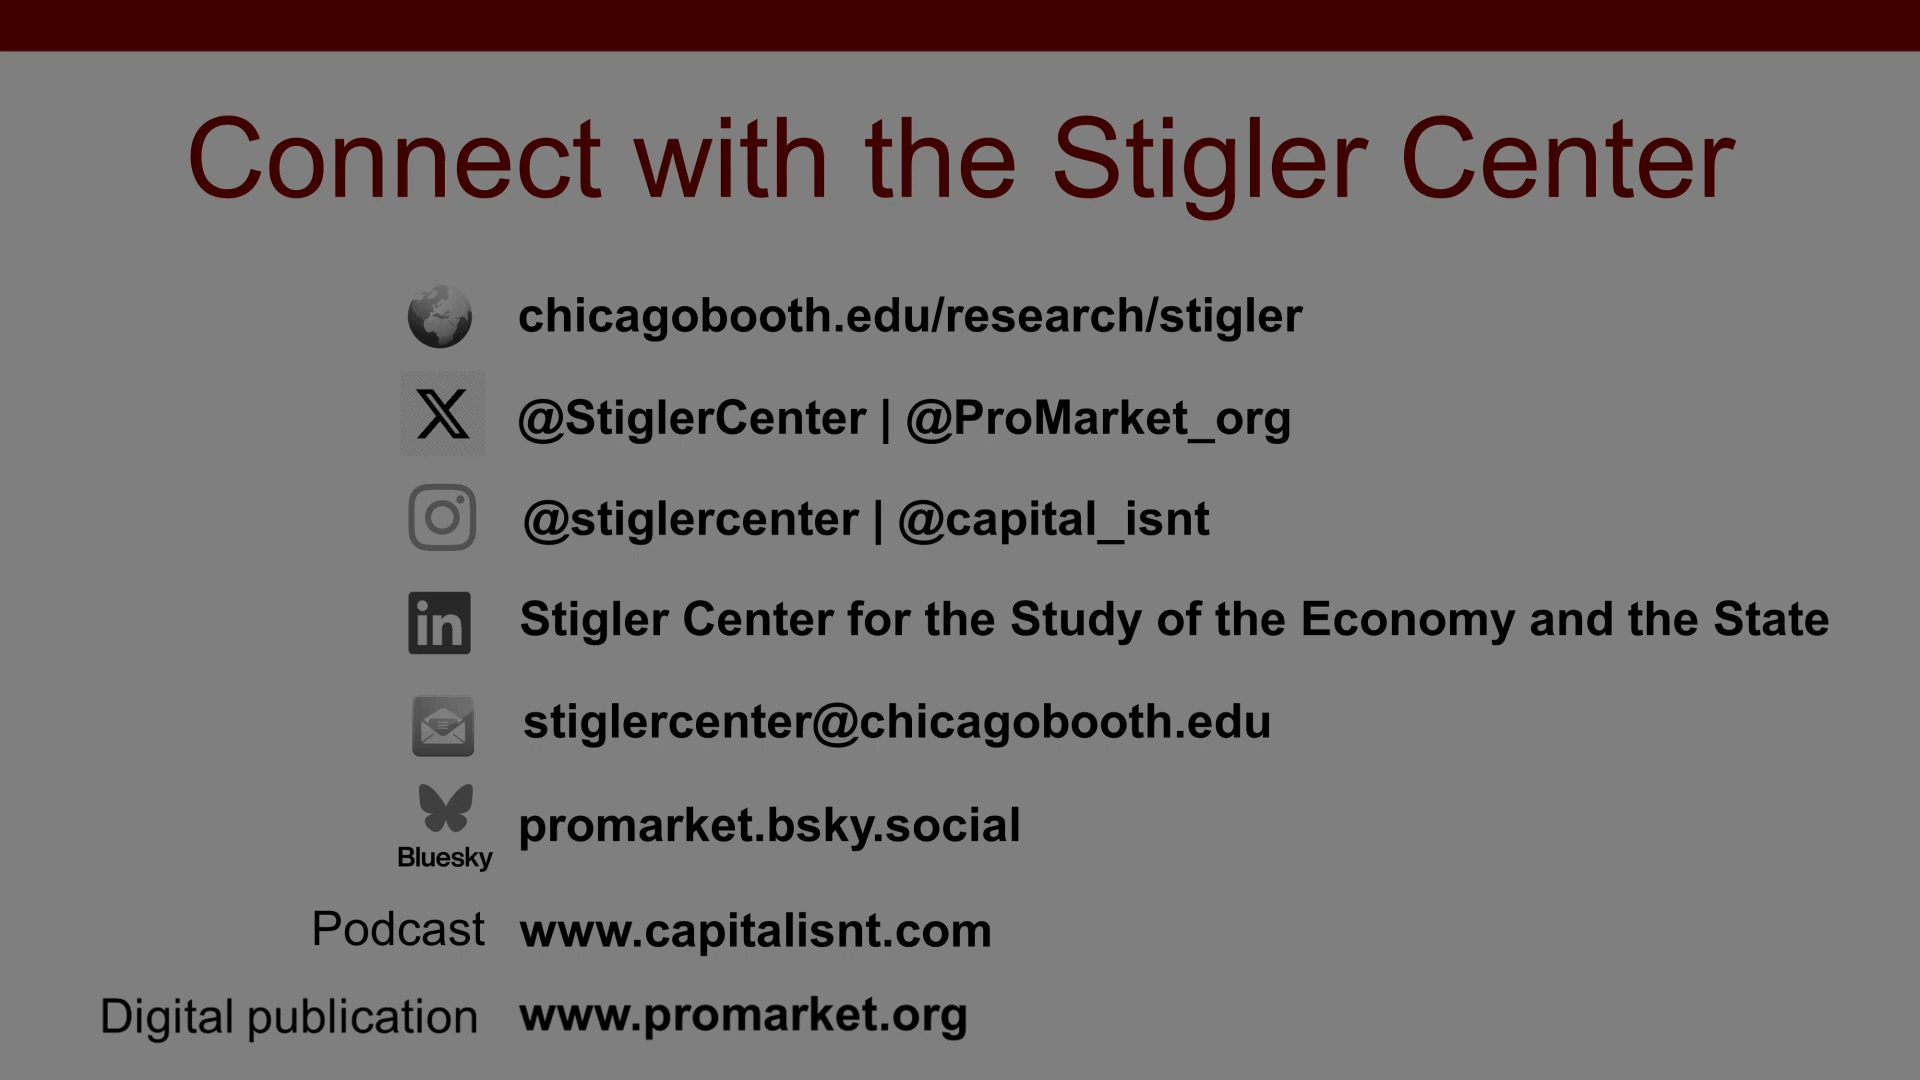 Connect with the Stigler Center
chicagobooth.edu/research/stigler
@StiglerCenter | @ProMarket_org
@stiglercenter | @capital_isnt
in Stigler Center for the Study of the Economy and the State
stiglercenter@chicagobooth.edu
promarket.bsky.social
Bluesky
Podcast www.capitalisnt.com
Digital publication www.promarket.org